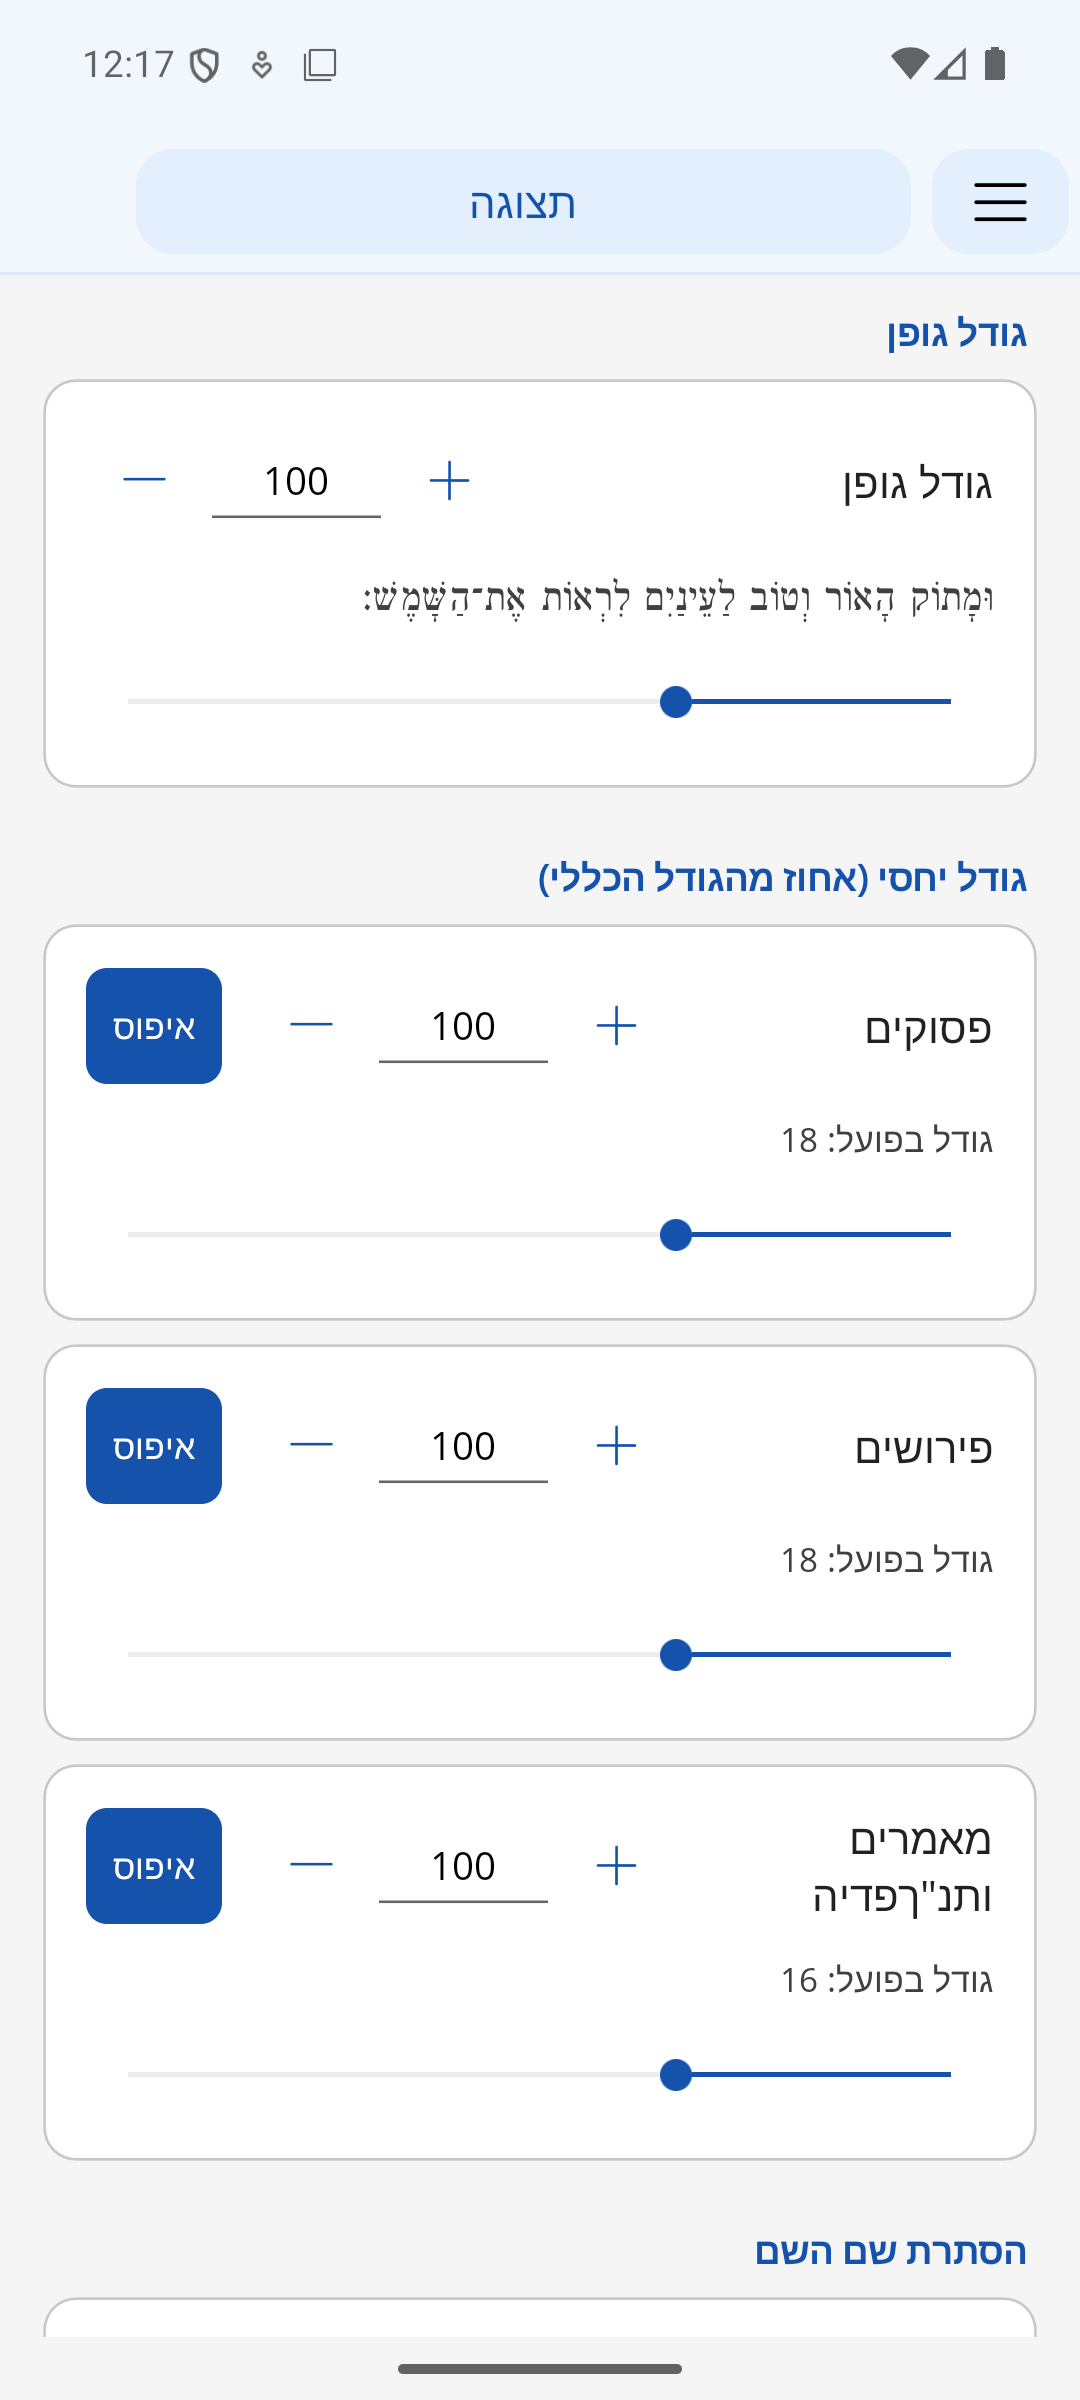 12:17
תצוגה
גודל גופן
גודל גופן
100
וּמָתוֹק הָאוֹר וְטוֹב לַעֵינַיִם לִרְאוֹת אֶת־הַשָּׁמֶשׁ:
גודל יחסי (אחוז מהגודל הכללי)
פסוקים
100
איפוס
גודל בפועל: 18
פירושים
100
איפוס
גודל בפועל: 18
מאמרים
ותנ"ךפדיה
100
איפוס
גודל בפועל: 16
הסתרת שם השם